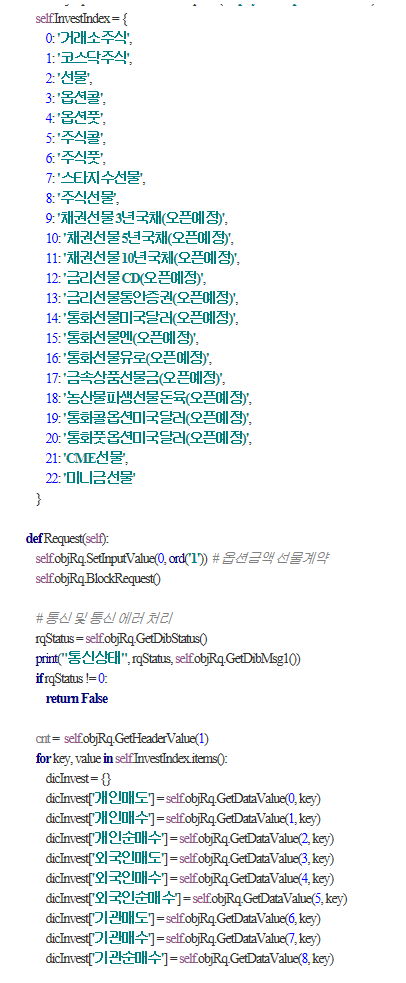 self.InvestIndex = {
0: '거래소주식',
1: '코스닥주식',
2: '선물',
3: '옵션콜',
4: '옵션풋',
5: '주식콜',
6: '주식풋',
7: '스타지수선물',
8: '주식선물',
9: '채권선물 3년국채(오픈예정)',
10: '채권선물 5년국채(오픈예정)',
11: '채권선물 10년국체(오픈예정)',
12: '금리선물 CD(오픈예정)',
13: '금리선물통안증권(오픈예정)',
14: '통화선물미국달러(오픈예정)',
15: '통화선물엔(오픈예정)',
16: '통화선물유로(오픈예정)',
17: '금속상품선물금(오픈예정)',
18: '농산물파생선물돈육(오픈예정)',
19: '통화콜옵션미국달러(오픈예정)',
20: '통화풋옵션미국달러(오픈예정)',
21: 'CME선물',
22: '미니금선물'
}
def Request(self):
self.objRq.SetInputValue(0, ord('1')) # 옵션금액 선물계약
self.objRq.BlockRequest()
# 통신 및 통신 에러 처리
rqStatus = self.objRq.GetDibStatus()
print("통신상태", rqStatus, self.objRq.GetDibMsg1())
if rqStatus != 0:
return False
cnt = self.objRq.GetHeaderValue(1)
for key, value in self.InvestIndex.items():
dicInvest = {}
dicInvest['개인매도'] = self.objRq.GetDataValue(0, key)
dicInvest['개인매수'] = self.objRq.GetDataValue(1, key)
dicInvest['개인순매수'] = self.objRq.GetDataValue(2, key)
dicInvest['외국인매도'] = self.objRq.GetDataValue(3, key)
dicInvest['외국인매수'] = self.objRq.GetDataValue(4, key)
dicInvest['외국인순매수'] = self.objRq.GetDataValue(5, key)
dicInvest['기관매도'] = self.objRq.GetDataValue(6, key)
dicInvest['기관매수'] = self.objRq.GetDataValue(7, key)
dicInvest['기관순매수'] = self.objRq.GetDataValue(8, key)